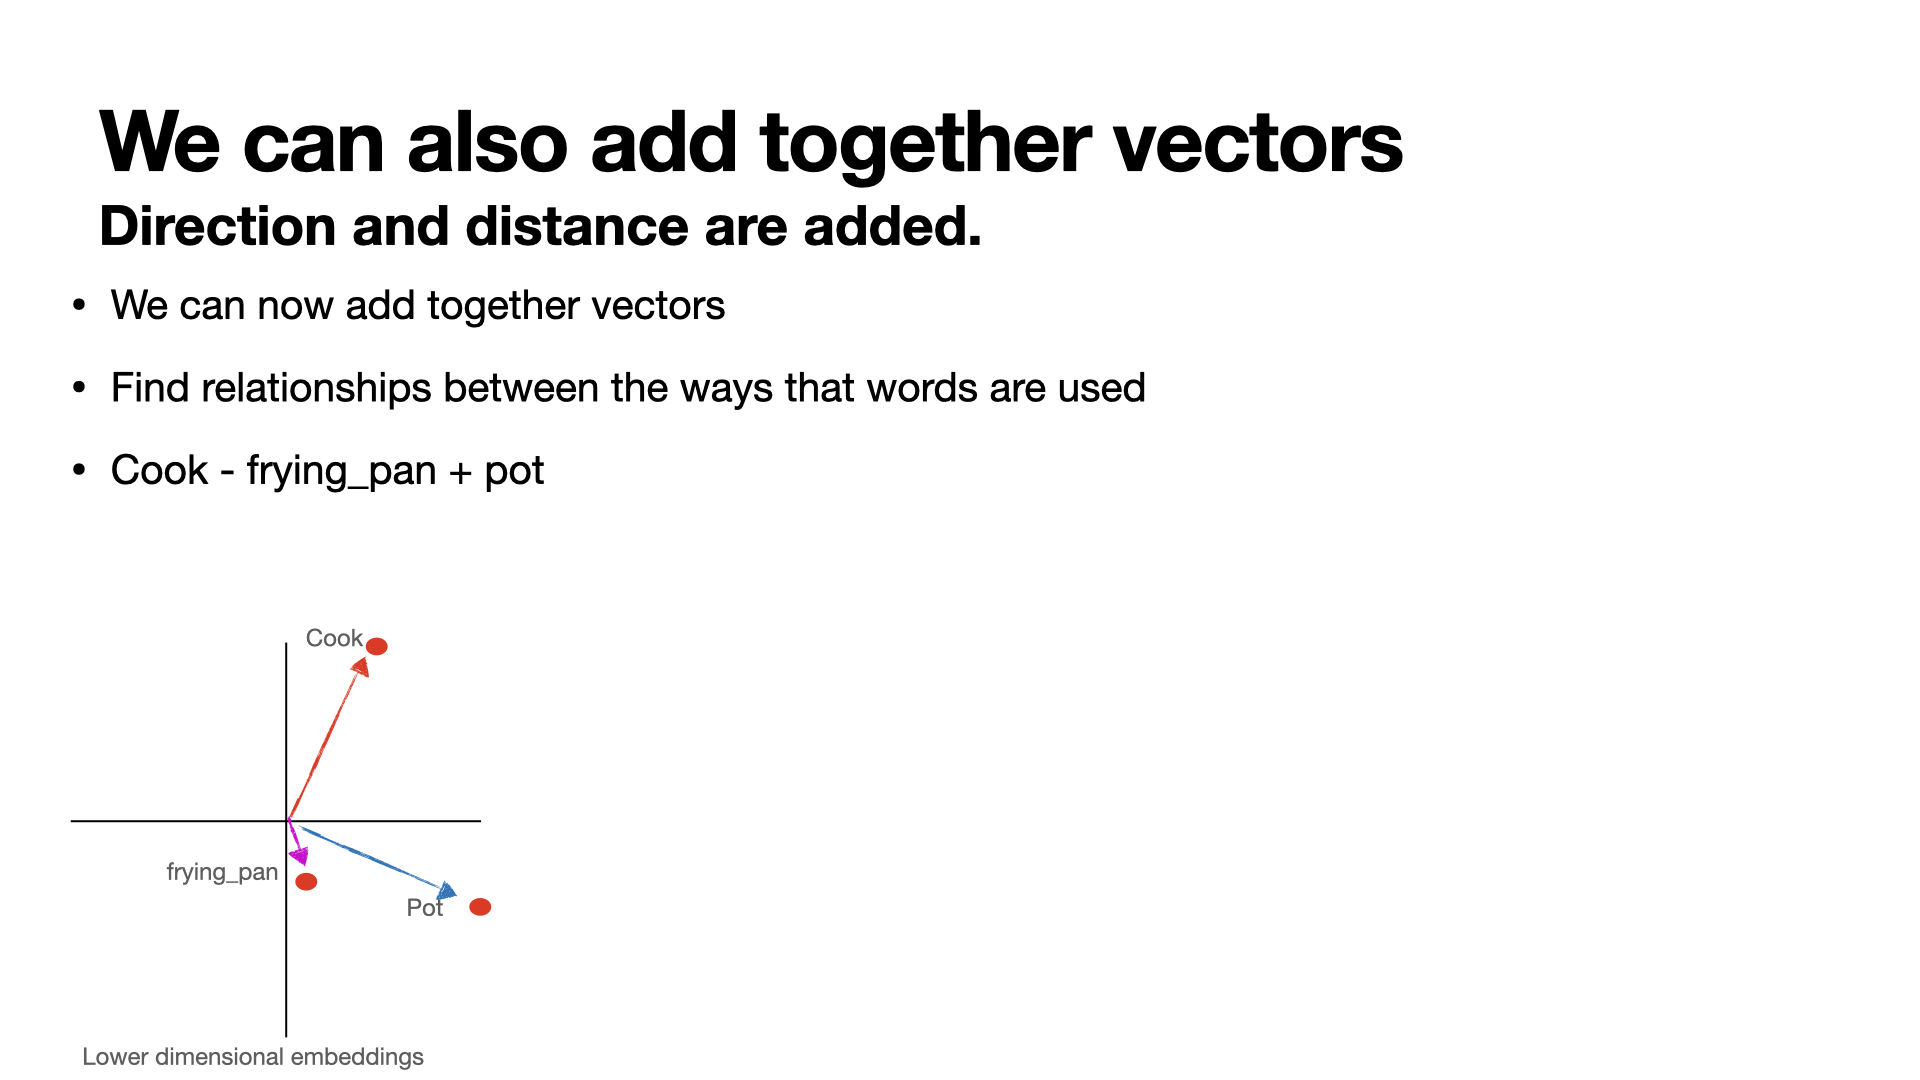 We can also add together vectors
Direction and distance are added.
• We can now add together vectors
• Find relationships between the ways that words are used
• Cook - frying_pan + pot
Cook
frying_pan
Pot
Lower dimensional embeddings